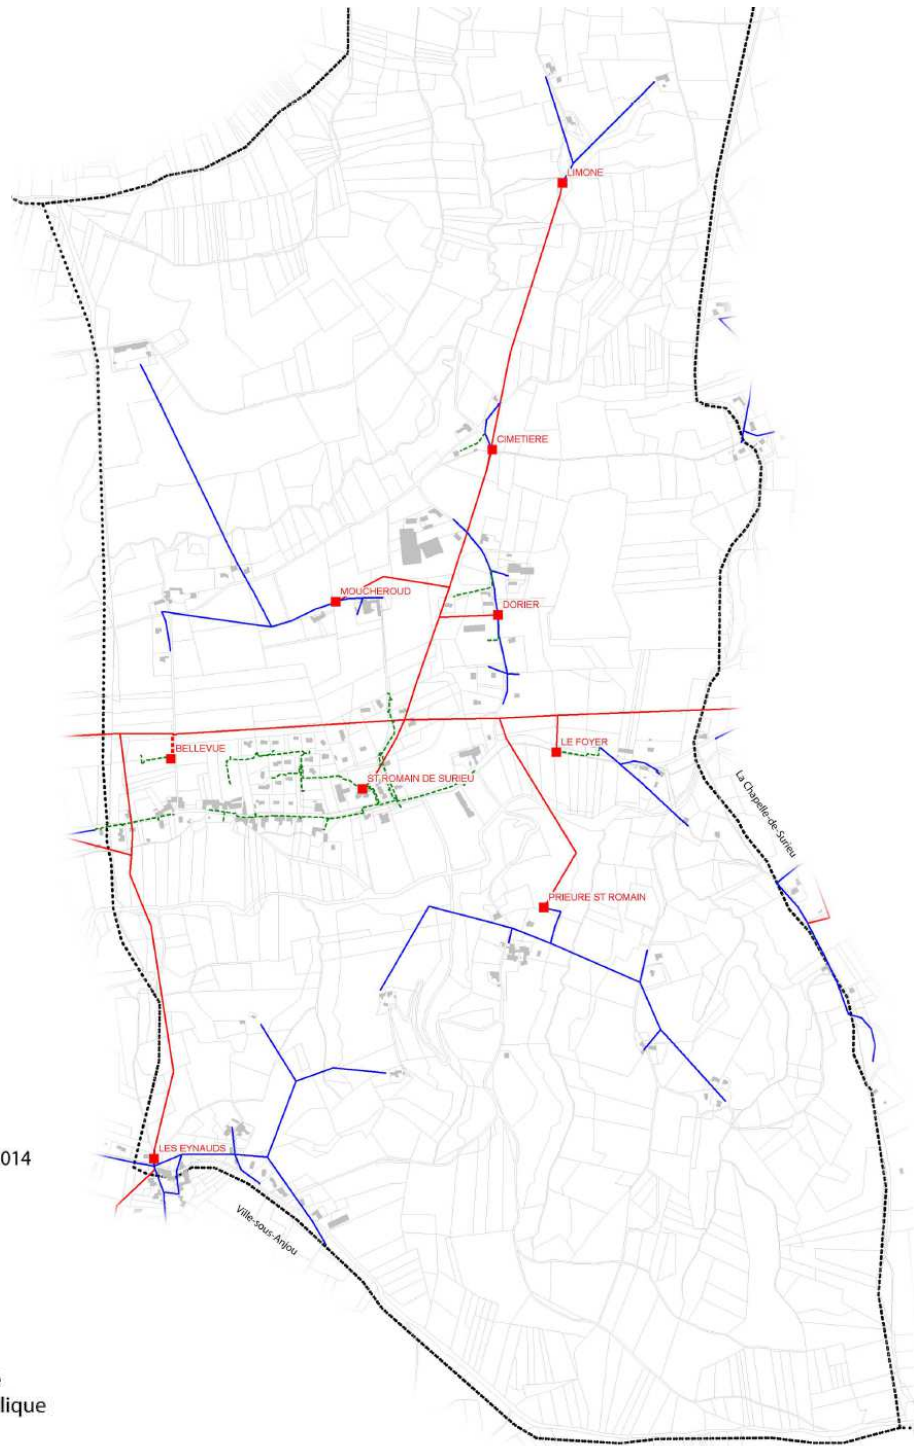 LIMONE
CIMETIERE
MOUCHEROUD
DORIER
BELLEVUE
LE FOYER
ST ROMAIN DE SURIEU
La Chapelle-de-Surieu
PRIEURE ST ROMAIN
LES EYNAUDS
014
Ville-sous-Anjou
lique